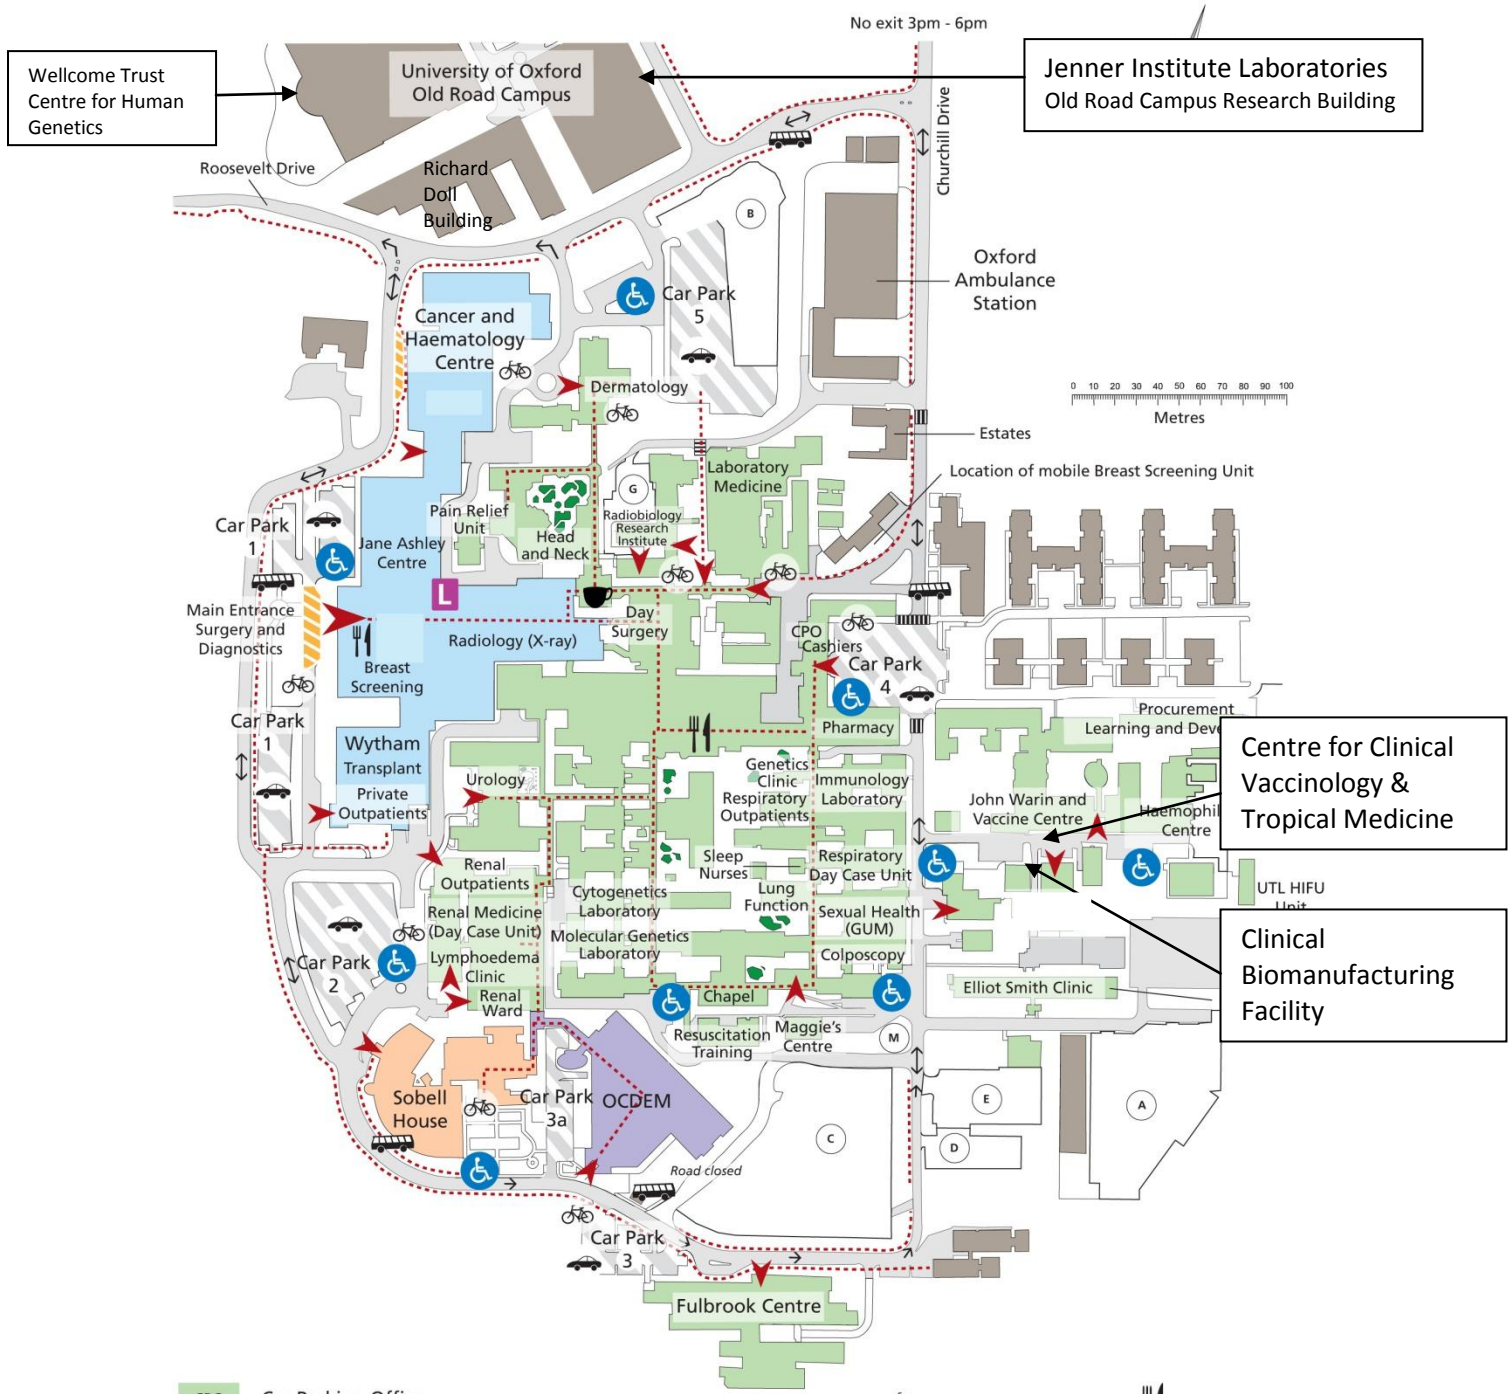 No exit 3pm - 6pm
Wellcome Trust
Centre for Human
Genetics
University of Oxford
Old Road Campus
Jenner Institute Laboratories
Old Road Campus Research Building
Churchill Drive
Roosevelt Drive
Richard
Doll
Building
B
Oxford
Ambulance
Station
Car Park
5
Cancer and
Haematology
Centre
Dermatology
0 10 20 30 40 50 60 70 80 90 100
Metres
Estates
Location of mobile Breast Screening Unit
Laboratory
Medicine
G
Radiobiology
Research
Institute
Pain Relief
Unit
Head
and Neck
Car Park
1
Jane Ashley
Centre
L
Main Entrance
Surgery and
Diagnostics
Radiology (X-ray)
Day
Surgery
CPO
Cashiers
Car Park
4
Breast
Screening
Car Park
1
Pharmacy
Procurement
Learning and Deve
Wytham
Transplant
Private
Outpatients
Urology
Genetics
Clinic
Respiratory
Outpatients
Immunology
Laboratory
John Warin and
Vaccine Centre
Haemophil
Centre
Centre for Clinical
Vaccinology &
Tropical Medicine
Renal
Outpatients
Sleep
Nurses
Respiratory
Day Case Unit
Cytogenetics
Laboratory
Lung
Function
UTL HIFU
Unit
Renal Medicine
(Day Case Unit)
Sexual Health
(GUM)
Molecular Genetics
Laboratory
Clinical
Biomanufacturing
Facility
Car Park
2
Lymphoedema
Clinic
Colposcopy
Renal
Ward
Chapel
Elliot Smith Clinic
Resuscitation
Training
Maggie's
Centre
M
Sobell
House
Car Park
3a
OCDEM
E
A
C
D
Road closed
Car Park
3
Fulbrook Centre